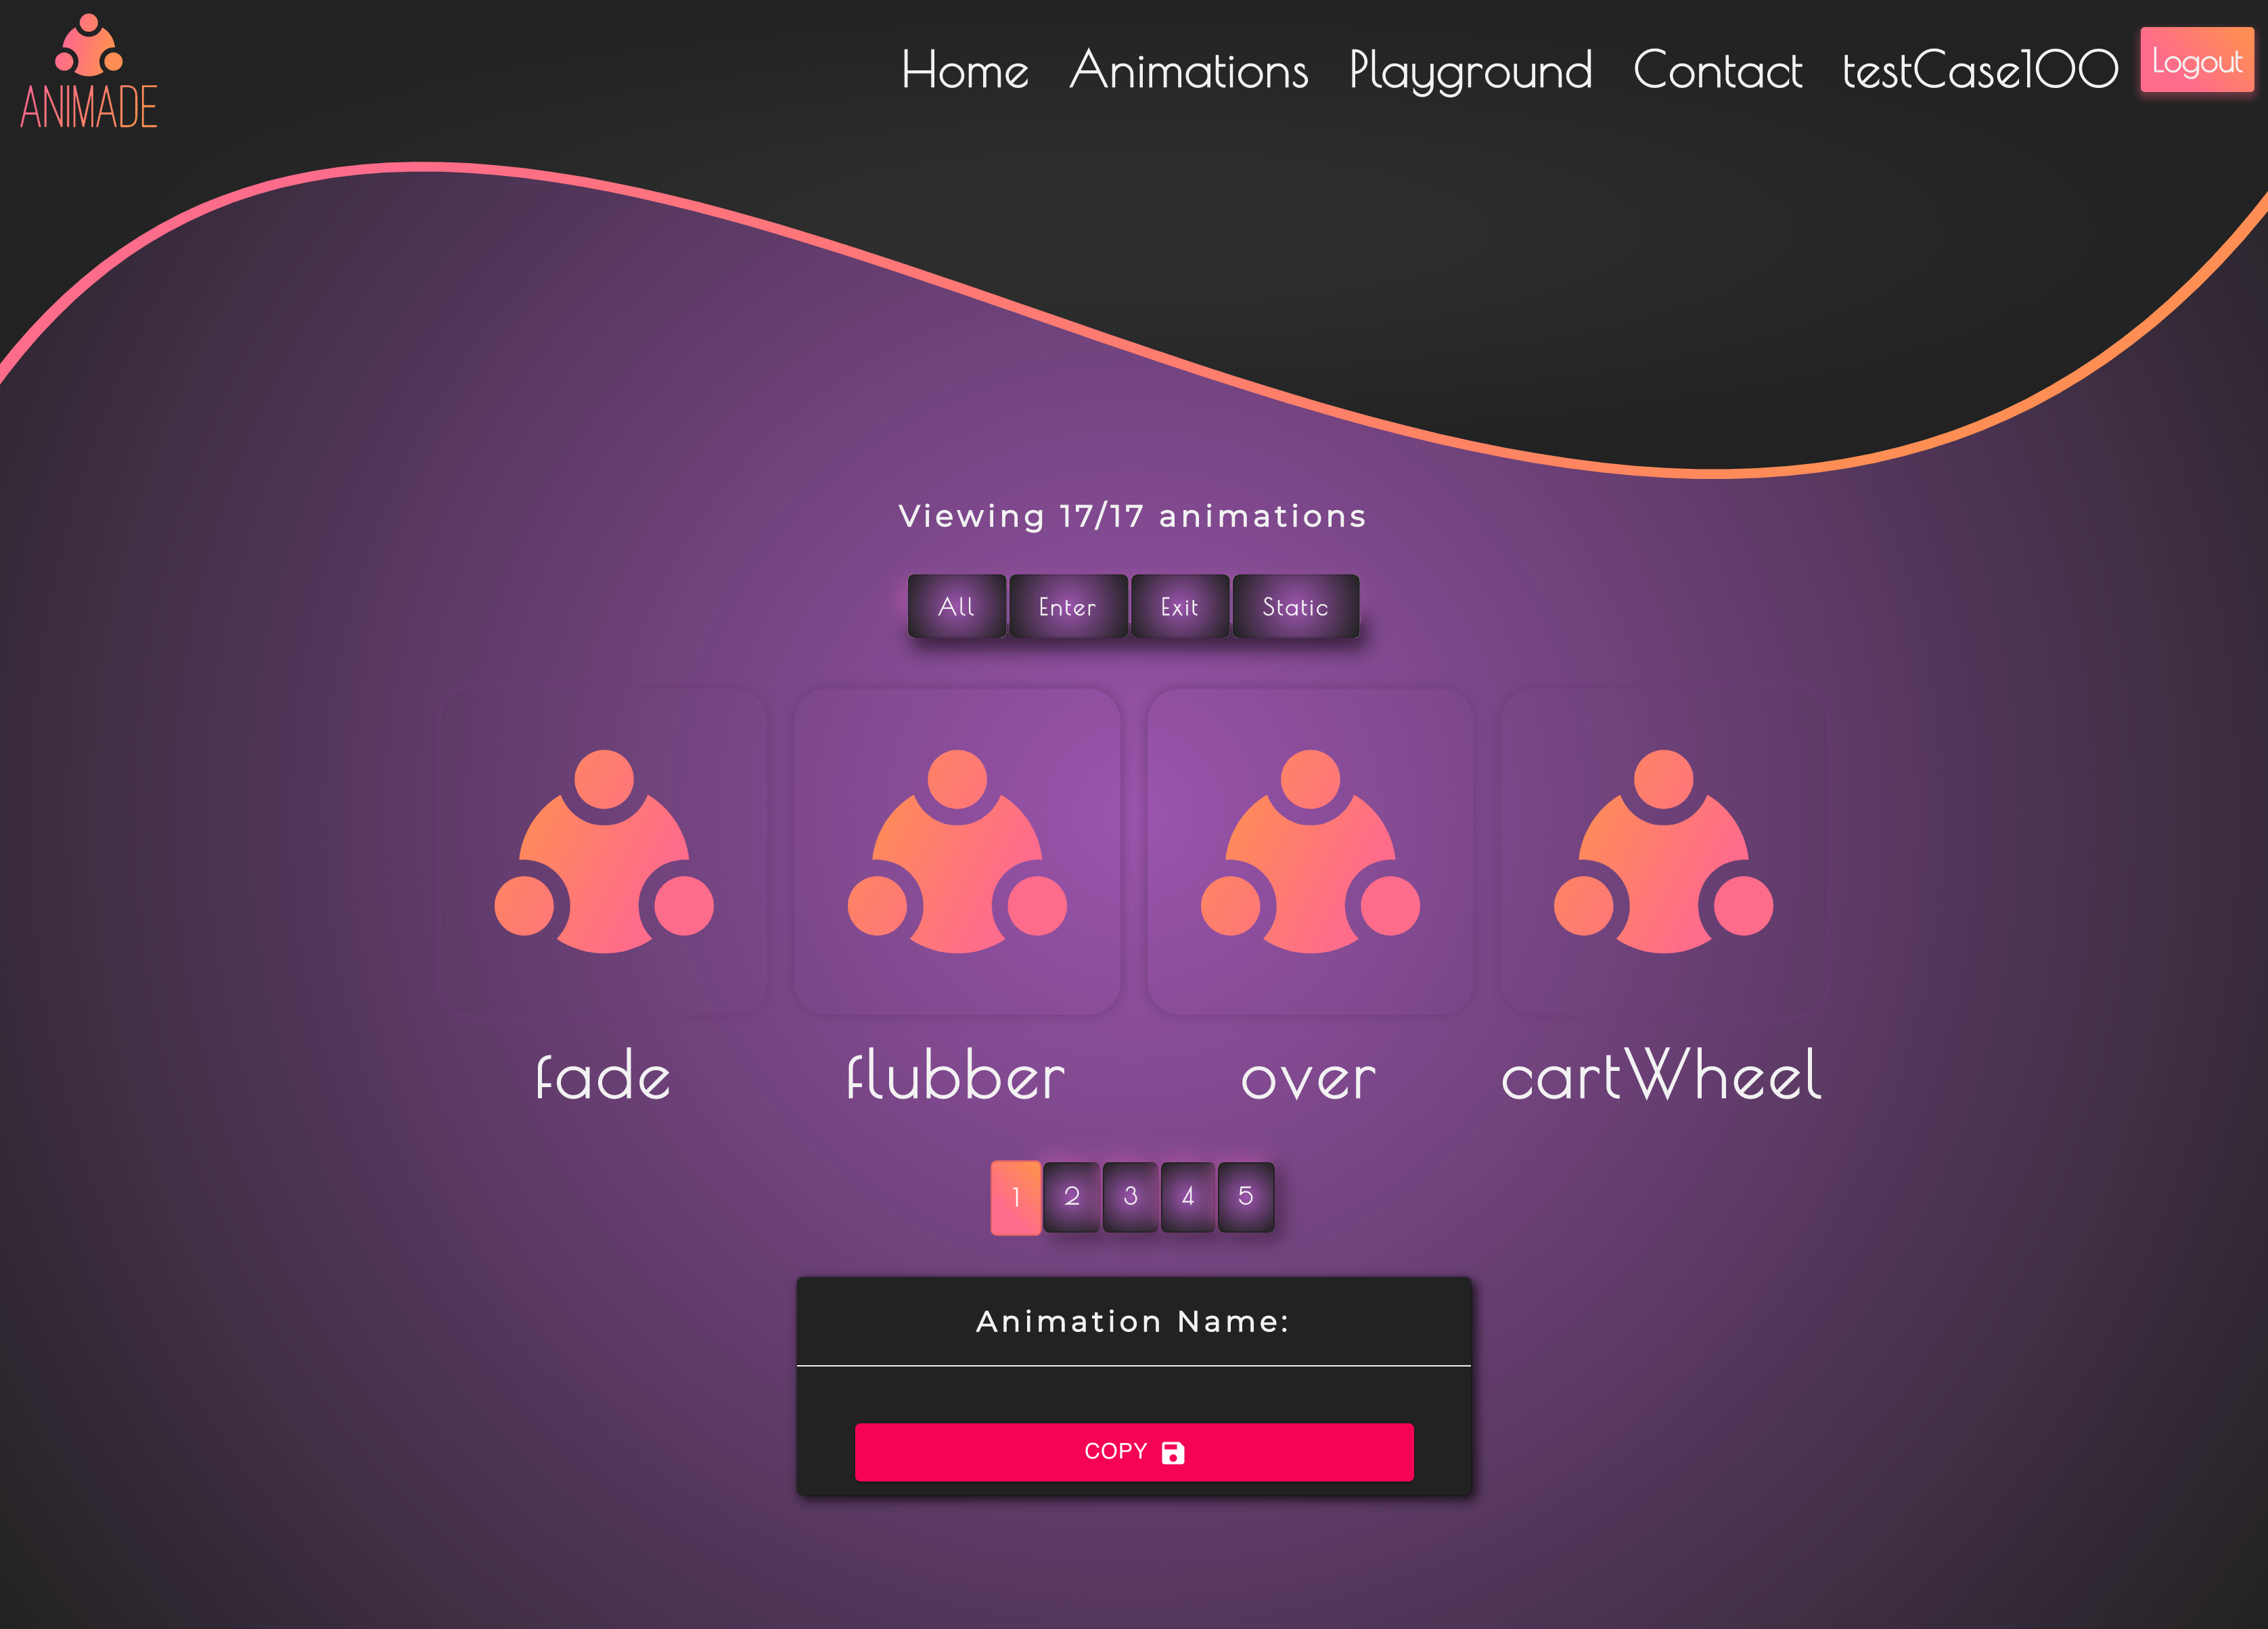 ANIMADE
Home Animations Playground Contact testCase100 Logout
Viewing 17/17 animations
All Enter Exit Static
fade flubber over cartWheel
1 2 3 4 5
Animation Name:
COPY